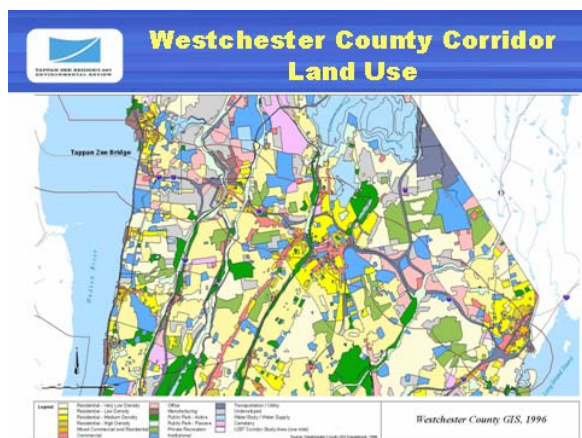 Westchester County Corridor
Land Use
TAPPAN ZEE BRIDGE/I-287
ENVIRONMENTAL REVIEW
Tappan Zee Bridge
Hudson River
Legend
Residential - Very Low Density
Residential - Low Density
Residential - Medium Density
Residential - High Density
Mixed Commercial and Residential
Commercial
Office
Manufacturing
Public Park - Active
Public Park - Passive
Private Recreation
Institutional
Transportation / Utility
Undeveloped
Water Body / Water Supply
Cemetery
I-287 Corridor Study Area (one mile)
Westchester County GIS, 1996